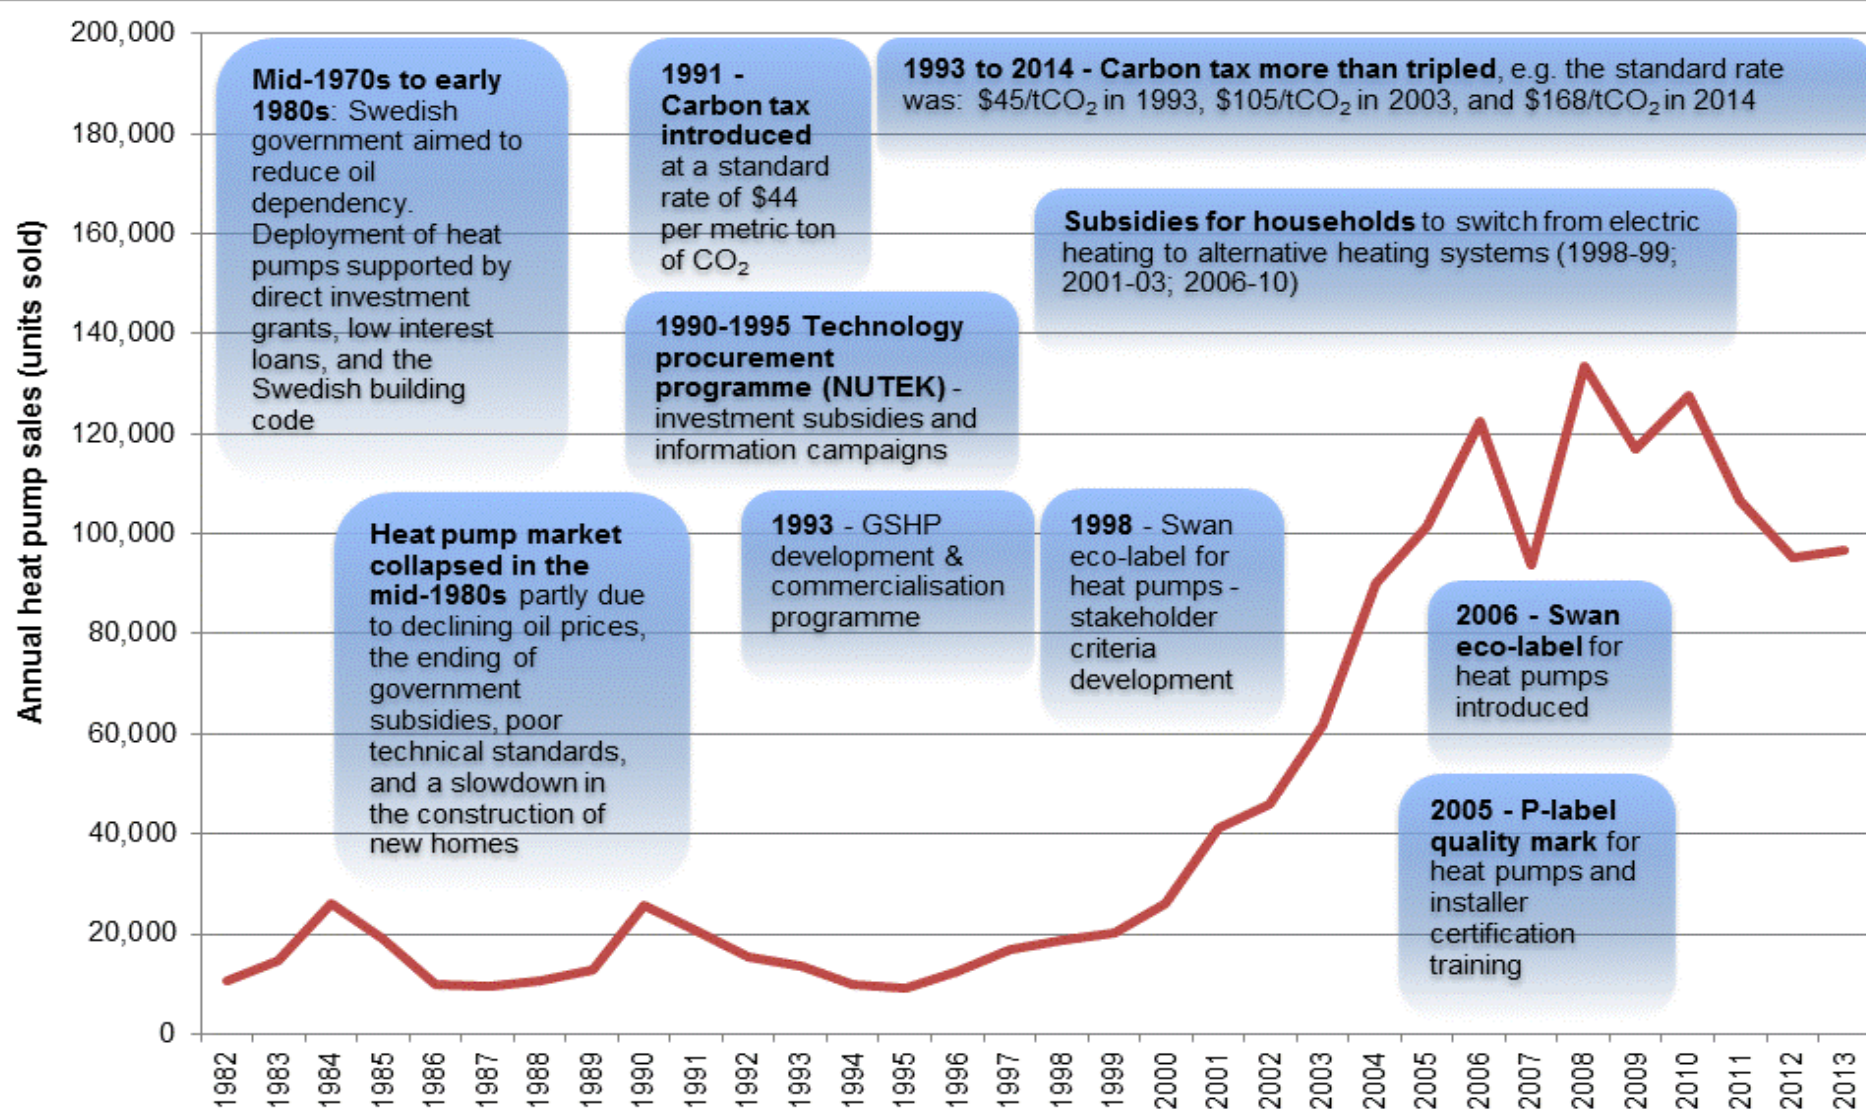 Annual heat pump sales (units sold)
200,000
180,000
160,000
140,000
120,000
100,000
80,000
60,000
40,000
20,000
0
Mid-1970s to early
1980s: Swedish
government aimed to
reduce oil
dependency.
Deployment of heat
pumps supported by
direct investment
grants, low interest
loans, and the
Swedish building
code
Heat pump market
collapsed in the
mid-1980s partly due
to declining oil prices,
the ending of
government
subsidies, poor
technical standards,
and a slowdown in
the construction of
new homes
1991 -
Carbon tax
introduced
at a standard
rate of $44
per metric ton
of CO₂
1993 to 2014 - Carbon tax more than tripled, e.g. the standard rate
was: $45/tCO₂ in 1993, $105/tCO₂ in 2003, and $168/tCO₂ in 2014
Subsidies for households to switch from electric
heating to alternative heating systems (1998-99;
2001-03; 2006-10)
1990-1995 Technology
procurement
programme (NUTEK) -
investment subsidies and
information campaigns
1993 - GSHP
development &
commercialisation
programme
1998 - Swan
eco-label for
heat pumps -
stakeholder
criteria
development
2006 - Swan
eco-label for
heat pumps
introduced
2005 - P-label
quality mark for
heat pumps and
installer
certification
training
1982
1983
1984
1985
1986
1987
1988
1989
1990
1991
1992
1993
1994
1995
1996
1997
1998
1999
2000
2001
2002
2003
2004
2005
2006
2007
2008
2009
2010
2011
2012
2013